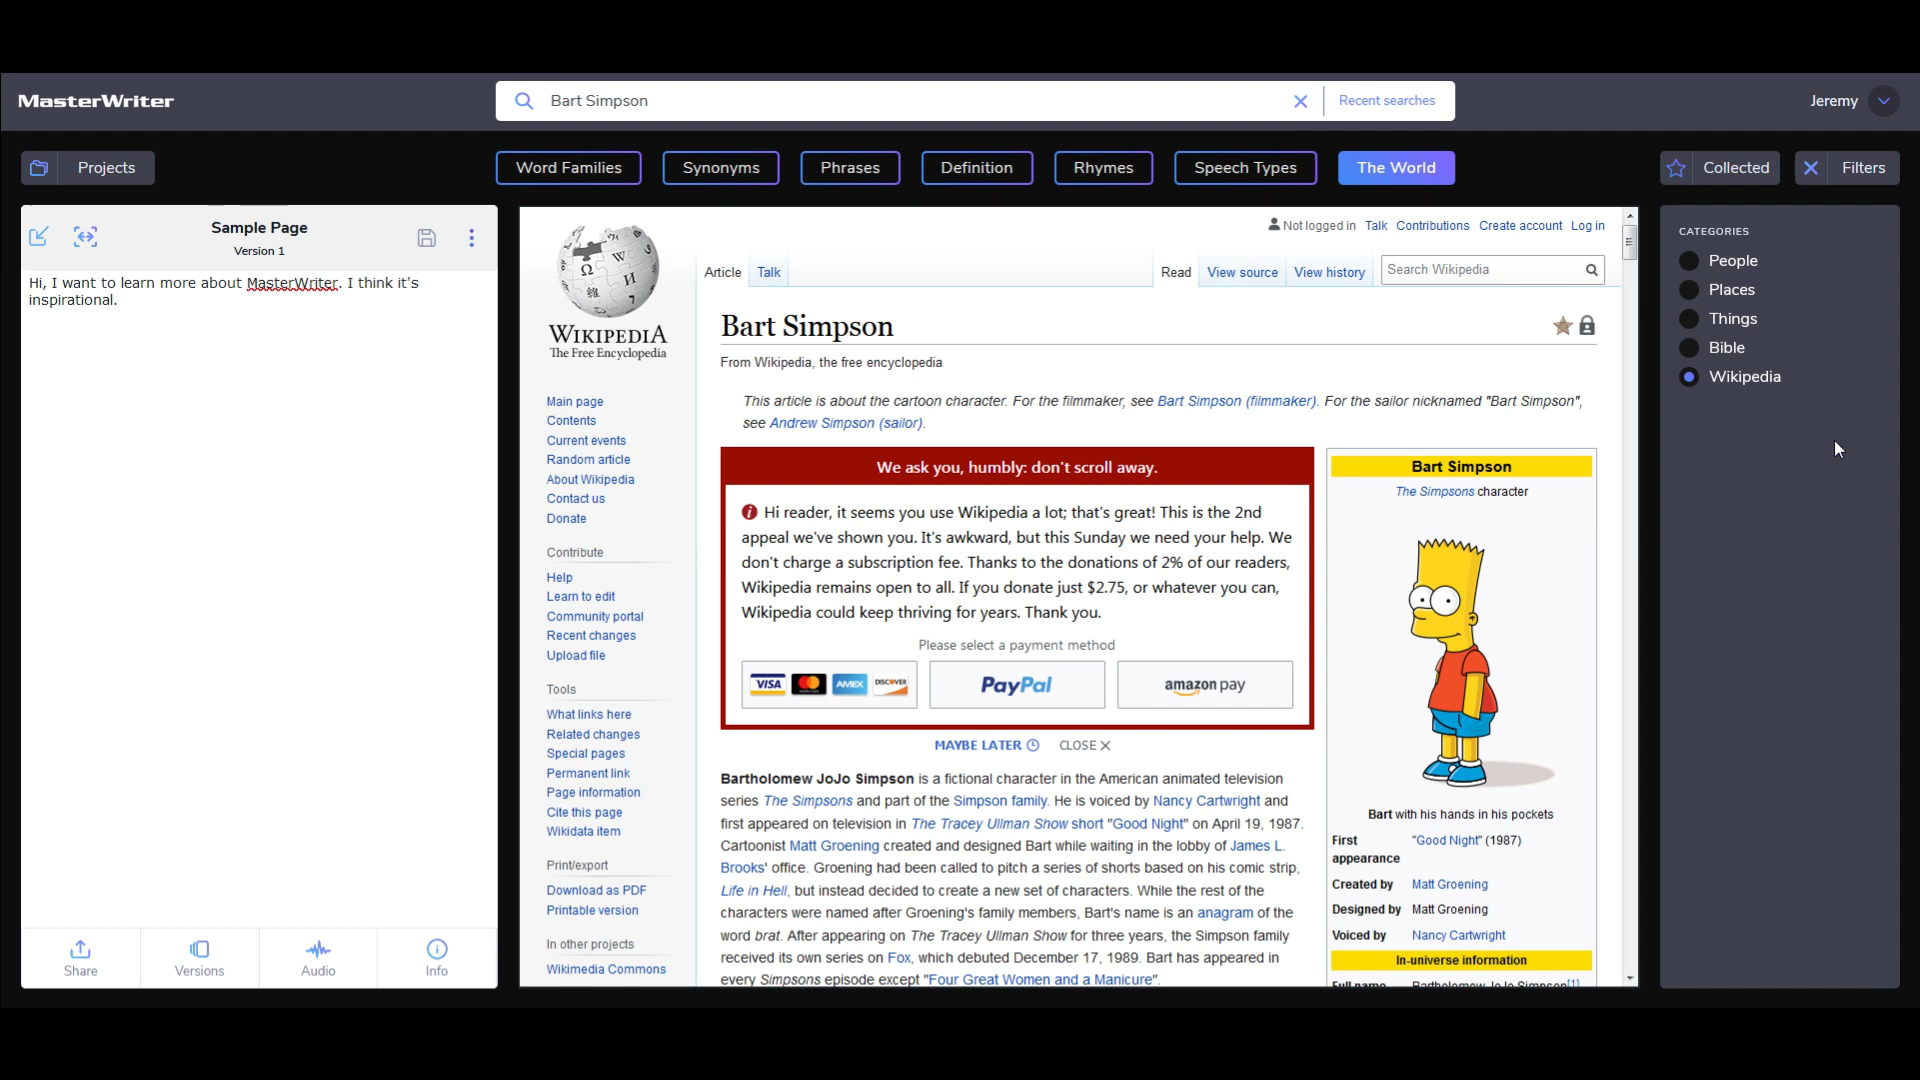 MasterWriter
Bart Simpson
Recent searches
Jeremy
Projects
Word Families
Synonyms
Phrases
Definition
Rhymes
Speech Types
The World
Collected
Filters
Sample Page
Version 1
Hi, I want to learn more about MasterWriter. I think it's
inspirational.
Share
Versions
Audio
Info
WIKIPEDIA
The Free Encyclopedia
Main page
Contents
Current events
Random article
About Wikipedia
Contact us
Donate
Contribute
Help
Learn to edit
Community portal
Recent changes
Upload file
Tools
What links here
Related changes
Special pages
Permanent link
Page information
Cite this page
Wikidata item
Print/export
Download as PDF
Printable version
In other projects
Wikimedia Commons
Not logged in Talk Contributions Create account Log in
Article Talk
Read View source View history Search Wikipedia
Bart Simpson
From Wikipedia, the free encyclopedia
This article is about the cartoon character. For the filmmaker, see Bart Simpson (filmmaker). For the sailor nicknamed "Bart Simpson",
see Andrew Simpson (sailor).
We ask you, humbly: don't scroll away.
Hi reader, it seems you use Wikipedia a lot; that's great! This is the 2nd
appeal we've shown you. It's awkward, but this Sunday we need your help. We
don't charge a subscription fee. Thanks to the donations of 2% of our readers,
Wikipedia remains open to all. If you donate just $2.75, or whatever you can,
Wikipedia could keep thriving for years. Thank you.
Please select a payment method
VISA AMEX DISCOVER
PayPal
amazon pay
MAYBE LATER CLOSE X
Bartholomew JoJo Simpson is a fictional character in the American animated television
series The Simpsons and part of the Simpson family. He is voiced by Nancy Cartwright and
first appeared on television in The Tracey Ullman Show short "Good Night" on April 19, 1987.
Cartoonist Matt Groening created and designed Bart while waiting in the lobby of James L.
Brooks' office. Groening had been called to pitch a series of shorts based on his comic strip,
Life in Hell, but instead decided to create a new set of characters. While the rest of the
characters were named after Groening's family members, Bart's name is an anagram of the
word brat. After appearing on The Tracey Ullman Show for three years, the Simpson family
received its own series on Fox, which debuted December 17, 1989. Bart has appeared in
every Simpsons episode except "Four Great Women and a Manicure".
Bart Simpson
The Simpsons character
Bart with his hands in his pockets
First "Good Night" (1987)
appearance
Created by Matt Groening
Designed by Matt Groening
Voiced by Nancy Cartwright
In-universe information
Full name Bartholomew Jo Jo Simpson[1]
CATEGORIES
People
Places
Things
Bible
Wikipedia